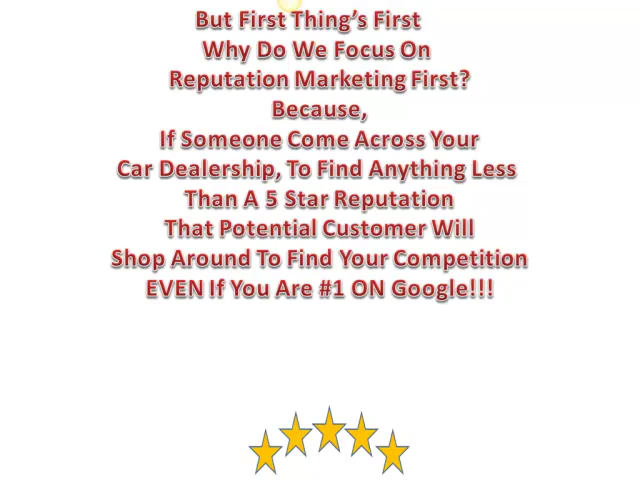 But First Thing's First
Why Do We Focus On
Reputation Marketing First?
Because,
If Someone Come Across Your
Car Dealership, To Find Anything Less
Than A 5 Star Reputation
That Potential Customer Will
Shop Around To Find Your Competition
EVEN If You Are #1 ON Google!!!